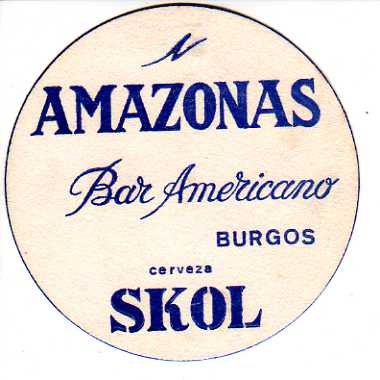 AMAZONAS
Bar Americano
BURGOS
cerveza
SKOL